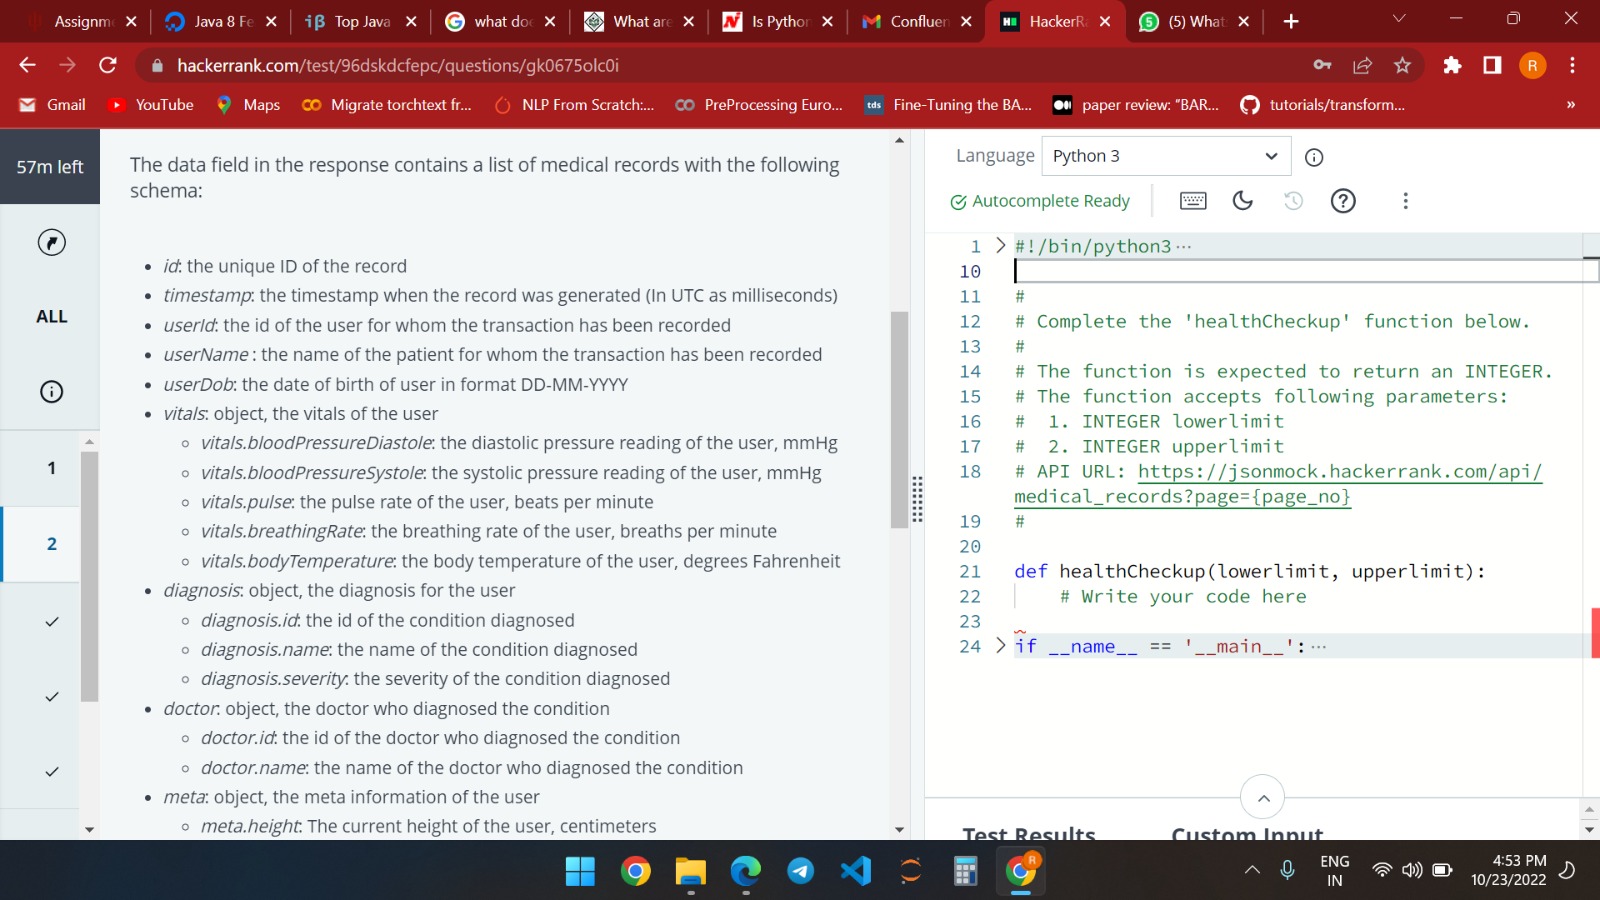 Assignm
Java 8 Fe
iβ Top Java
what doe
What are
Is Python
Confluen
HackerRa
(5) Whats
hackerrank.com/test/96dskdcfepc/questions/gk0675olc0i
R
Gmail
YouTube
Maps
Migrate torchtext fr...
NLP From Scratch:...
PreProcessing Euro...
tds Fine-Tuning the BA...
paper review: "BAR...
tutorials/transform...
»
57m left
ALL
1
2
The data field in the response contains a list of medical records with the following
schema:
• id: the unique ID of the record
• timestamp: the timestamp when the record was generated (In UTC as milliseconds)
• userId: the id of the user for whom the transaction has been recorded
• userName : the name of the patient for whom the transaction has been recorded
• userDob: the date of birth of user in format DD-MM-YYYY
• vitals: object, the vitals of the user
◦ vitals.bloodPressureDiastole: the diastolic pressure reading of the user, mmHg
◦ vitals.bloodPressureSystole: the systolic pressure reading of the user, mmHg
◦ vitals.pulse: the pulse rate of the user, beats per minute
◦ vitals.breathingRate: the breathing rate of the user, breaths per minute
◦ vitals.bodyTemperature: the body temperature of the user, degrees Fahrenheit
• diagnosis: object, the diagnosis for the user
◦ diagnosis.id: the id of the condition diagnosed
◦ diagnosis.name: the name of the condition diagnosed
◦ diagnosis.severity: the severity of the condition diagnosed
• doctor: object, the doctor who diagnosed the condition
◦ doctor.id: the id of the doctor who diagnosed the condition
◦ doctor.name: the name of the doctor who diagnosed the condition
• meta: object, the meta information of the user
◦ meta.height: The current height of the user, centimeters
Language Python 3
Autocomplete Ready
1 #!/bin/python3 ···
10
11 #
12 # Complete the 'healthCheckup' function below.
13 #
14 # The function is expected to return an INTEGER.
15 # The function accepts following parameters:
16 #  1. INTEGER lowerlimit
17 #  2. INTEGER upperlimit
18 # API URL: https://jsonmock.hackerrank.com/api/
medical_records?page={page_no}
19 #
20
21 def healthCheckup(lowerlimit, upperlimit):
22     # Write your code here
23
24 if __name__ == '__main__': ···
Test Results
Custom Input
R
ENG
IN
4:53 PM
10/23/2022